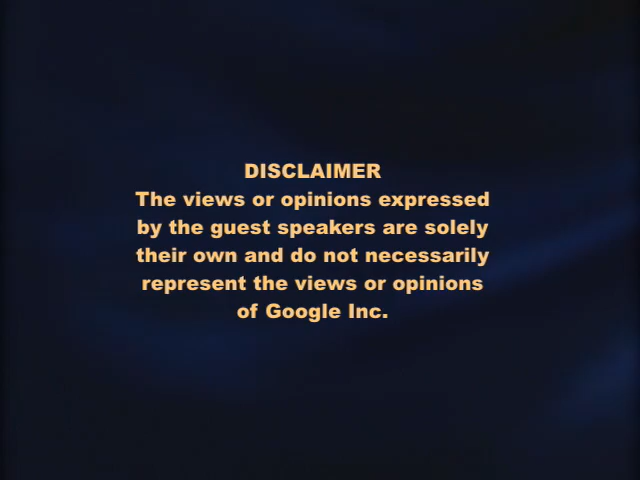 DISCLAIMER
The views or opinions expressed
by the guest speakers are solely
their own and do not necessarily
represent the views or opinions
of Google Inc.